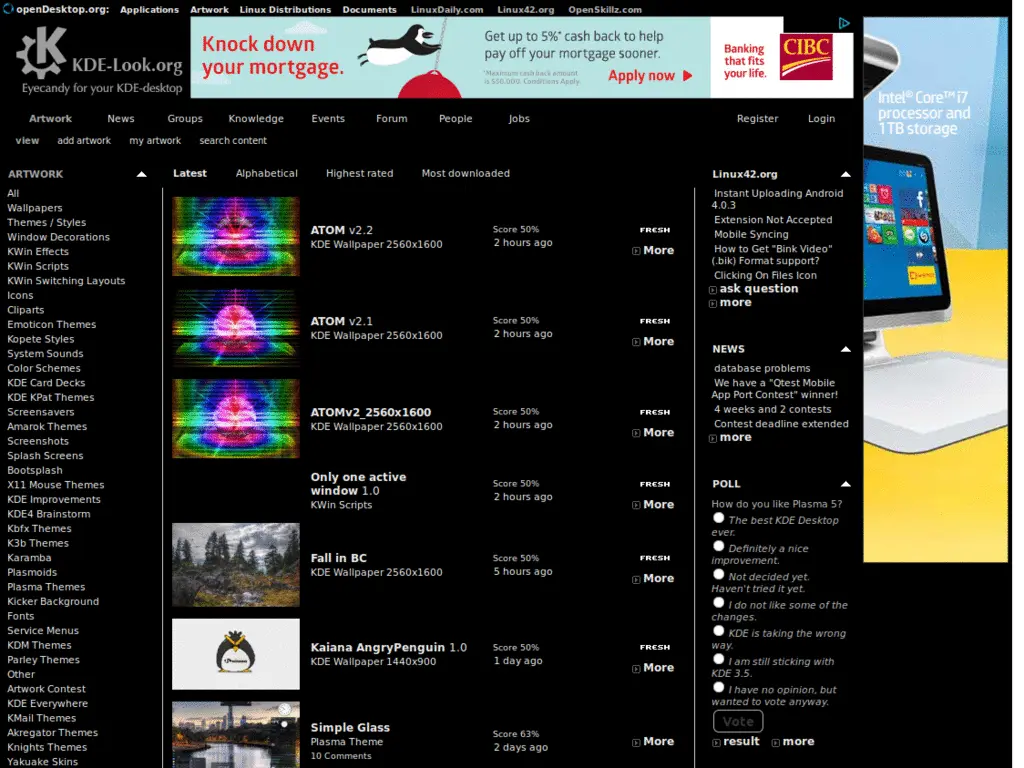 openDesktop.org: Applications Artwork Linux Distributions Documents LinuxDaily.com Linux42.org OpenSkillz.com
KDE-Look.org
Eyecandy for your KDE-desktop
Knock down
your mortgage.
Get up to 5%* cash back to help
pay off your mortgage sooner.
*Maximum cash back amount
is $50,000. Conditions Apply.
Apply now
Banking
that fits
your life.
CIBC
Intel® Core™ i7
processor and
1TB storage
Artwork News Groups Knowledge Events Forum People Jobs Register Login
view add artwork my artwork search content
ARTWORK
All
Wallpapers
Themes / Styles
Window Decorations
KWin Effects
KWin Scripts
KWin Switching Layouts
Icons
Cliparts
Emoticon Themes
Kopete Styles
System Sounds
Color Schemes
KDE Card Decks
KDE KPat Themes
Screensavers
Amarok Themes
Screenshots
Splash Screens
Bootsplash
X11 Mouse Themes
KDE Improvements
KDE4 Brainstorm
Kbfx Themes
K3b Themes
Karamba
Plasmoids
Plasma Themes
Kicker Background
Fonts
Service Menus
KDM Themes
Parley Themes
Other
Artwork Contest
KDE Everywhere
KMail Themes
Akregator Themes
Knights Themes
Yakuake Skins
Latest Alphabetical Highest rated Most downloaded
ATOM v2.2
KDE Wallpaper 2560x1600
Score 50%
2 hours ago
FRESH
More
ATOM v2.1
KDE Wallpaper 2560x1600
Score 50%
2 hours ago
FRESH
More
ATOMv2_2560x1600
KDE Wallpaper 2560x1600
Score 50%
2 hours ago
FRESH
More
Only one active
window 1.0
KWin Scripts
Score 50%
2 hours ago
FRESH
More
Fall in BC
KDE Wallpaper 2560x1600
Score 50%
5 hours ago
FRESH
More
Kaiana AngryPenguin 1.0
KDE Wallpaper 1440x900
Score 50%
1 day ago
FRESH
More
Simple Glass
Plasma Theme
10 Comments
Score 63%
2 days ago
More
Linux42.org
Instant Uploading Android
4.0.3
Extension Not Accepted
Mobile Syncing
How to Get "Bink Video"
(.bik) Format support?
Clicking On Files Icon
ask question
more
NEWS
database problems
We have a "Qtest Mobile
App Port Contest" winner!
4 weeks and 2 contests
Contest deadline extended
more
POLL
How do you like Plasma 5?
The best KDE Desktop
ever.
Definitely a nice
improvement.
Not decided yet.
Haven't tried it yet.
I do not like some of the
changes.
KDE is taking the wrong
way.
I am still sticking with
KDE 3.5.
I have no opinion, but
wanted to vote anyway.
Vote
result more